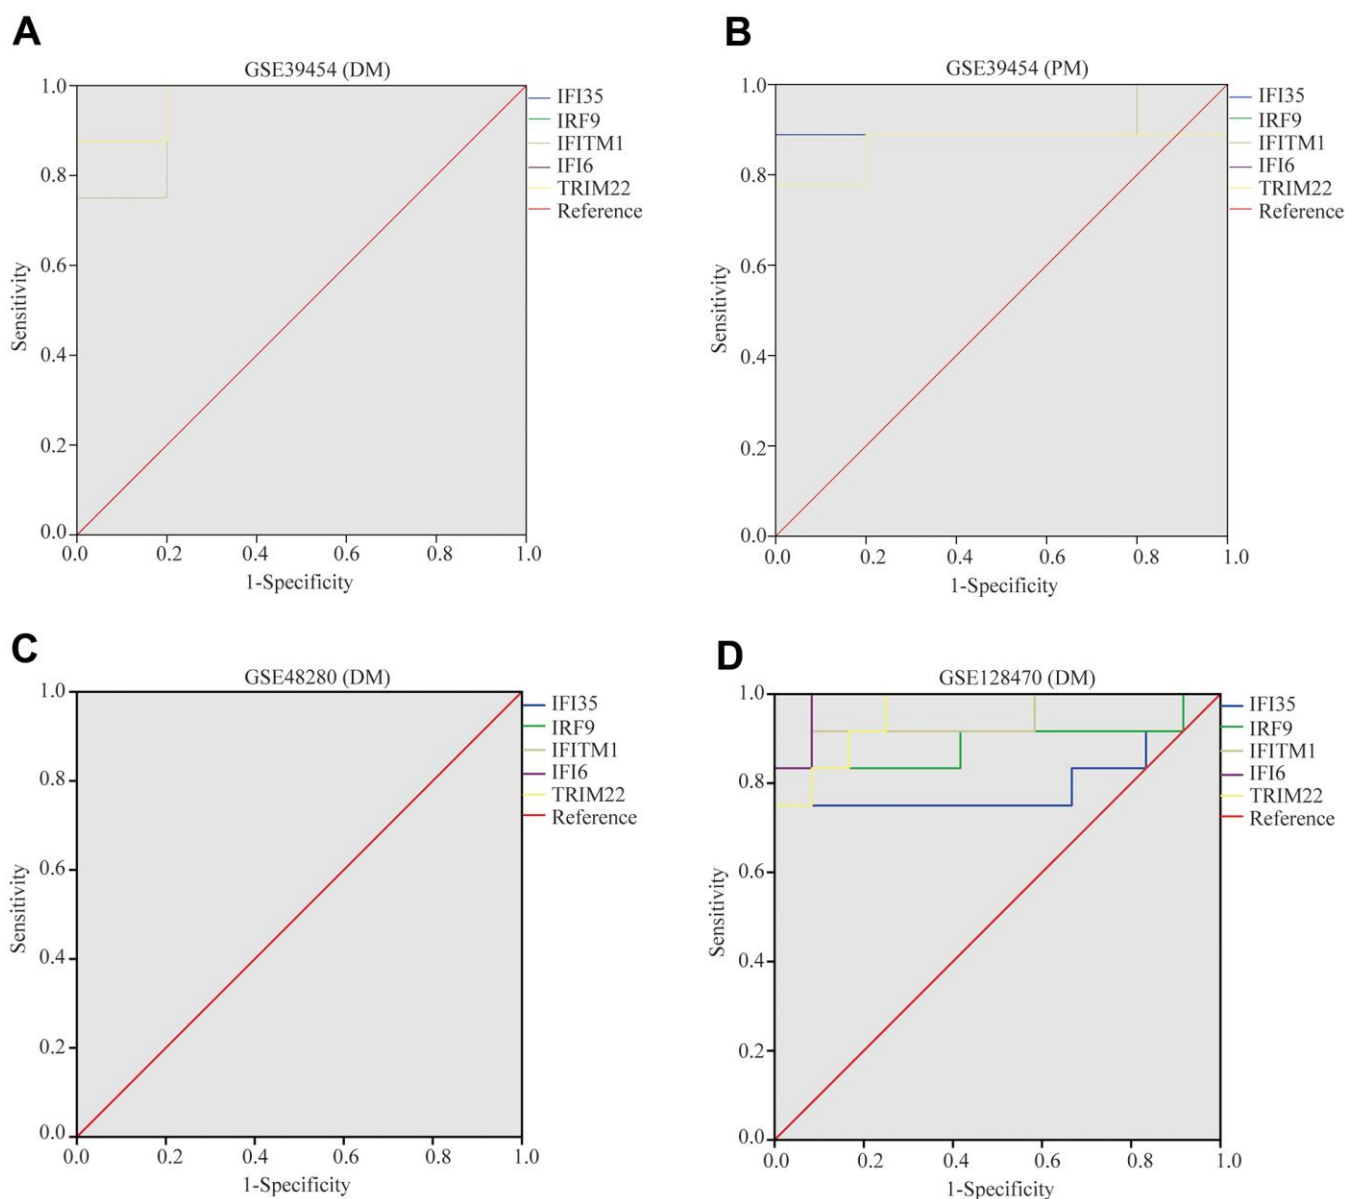 A
GSE39454 (DM)
1.0
0.8
0.6
0.4
0.2
0.0
0.0 0.2 0.4 0.6 0.8 1.0
Sensitivity
1-Specificity
IFI35
IRF9
IFITM1
IFI6
TRIM22
Reference
B
GSE39454 (PM)
1.0
0.8
0.6
0.4
0.2
0.0
0.0 0.2 0.4 0.6 0.8 1.0
Sensitivity
1-Specificity
IFI35
IRF9
IFITM1
IFI6
TRIM22
Reference
C
GSE48280 (DM)
1.0
0.8
0.6
0.4
0.2
0.0
0.0 0.2 0.4 0.6 0.8 1.0
Sensitivity
1-Specificity
IFI35
IRF9
IFITM1
IFI6
TRIM22
Reference
D
GSE128470 (DM)
1.0
0.8
0.6
0.4
0.2
0.0
0.0 0.2 0.4 0.6 0.8 1.0
Sensitivity
1-Specificity
IFI35
IRF9
IFITM1
IFI6
TRIM22
Reference